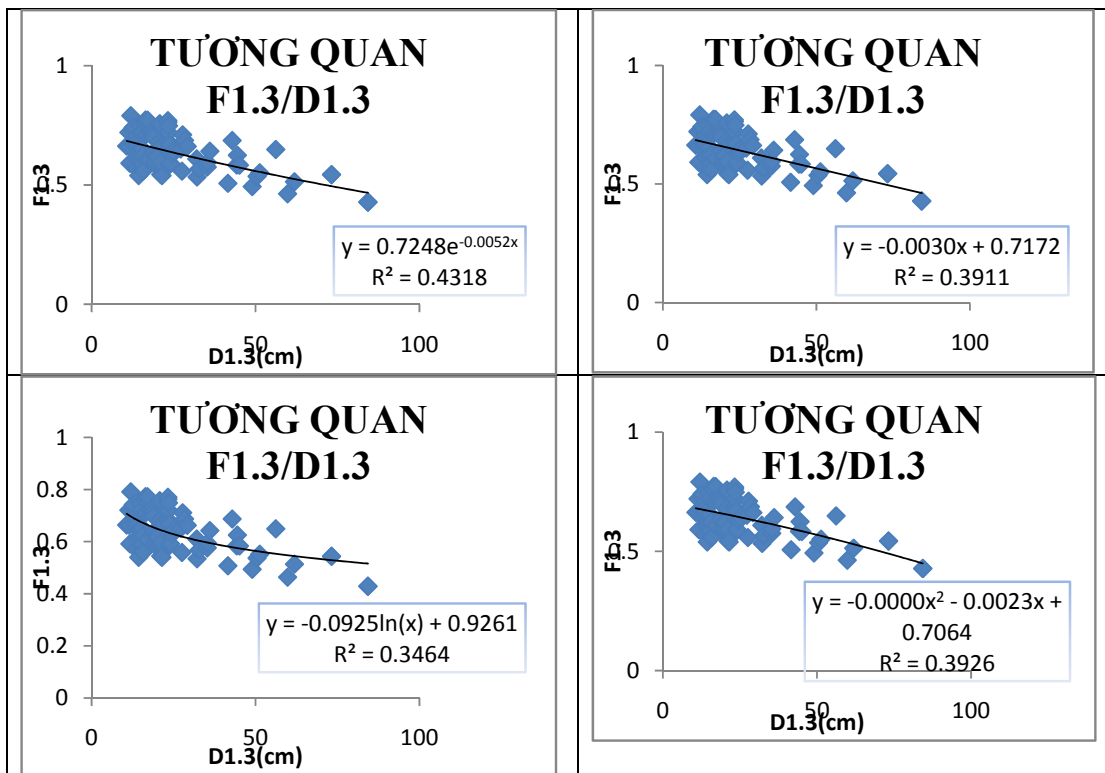 TƯƠNG QUAN
F1.3/D1.3
1
0.5
0
F1.3
y = 0.7248e^-0.0052x
R² = 0.4318
0
50
100
D1.3(cm)
TƯƠNG QUAN
F1.3/D1.3
1
0.5
0
F1.3
y = -0.0030x + 0.7172
R² = 0.3911
0
50
100
D1.3(cm)
TƯƠNG QUAN
F1.3/D1.3
1
0.8
0.6
0.4
0.2
0
F1.3
y = -0.0925ln(x) + 0.9261
R² = 0.3464
0
50
100
D1.3(cm)
TƯƠNG QUAN
F1.3/D1.3
1
0.5
0
F1.3
y = -0.0000x² - 0.0023x +
0.7064
R² = 0.3926
0
50
100
D1.3(cm)